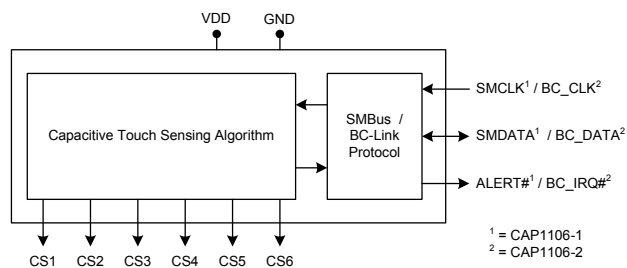 VDD GND
Capacitive Touch Sensing Algorithm
SMBus /
BC-Link
Protocol
SMCLK¹ / BC_CLK²
SMDATA¹ / BC_DATA²
ALERT#¹ / BC_IRQ#²
CS1 CS2 CS3 CS4 CS5 CS6
¹ = CAP1106-1
² = CAP1106-2